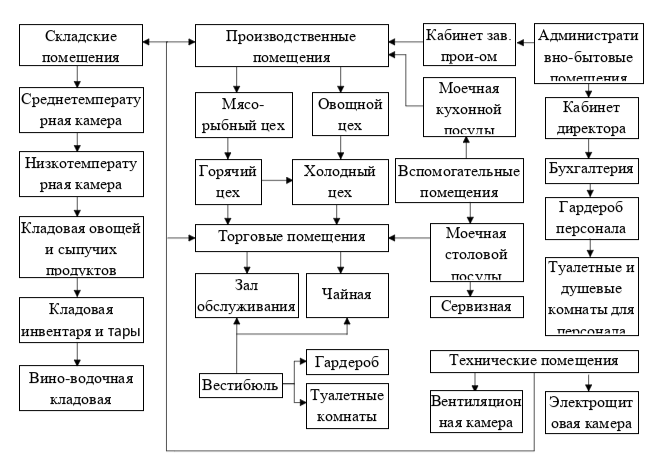 Складские
помещения
Среднетемперату
рная камера
Низкотемперату
рная камера
Кладовая овощей
и сыпучих
продуктов
Кладовая
инвентаря и тары
Вино-водочная
кладовая
Производственные
помещения
Мясо-
рыбный цех
Овощной
цех
Горячий
цех
Холодный
цех
Торговые помещения
Зал
обслуживания
Чайная
Вестибюль
Гардероб
Туалетные
комнаты
Кабинет зав.
прои-ом
Моечная
кухонной
посуды
Вспомогательные
помещения
Моечная
столовой
посуды
Сервизная
Административ
но-бытовые
помещения
Кабинет
директора
Бухгалтерия
Гардероб
персонала
Туалетные и
душевые
комнаты для
персонала
Технические помещения
Вентиляцион
ная камера
Электрощит
овая камера